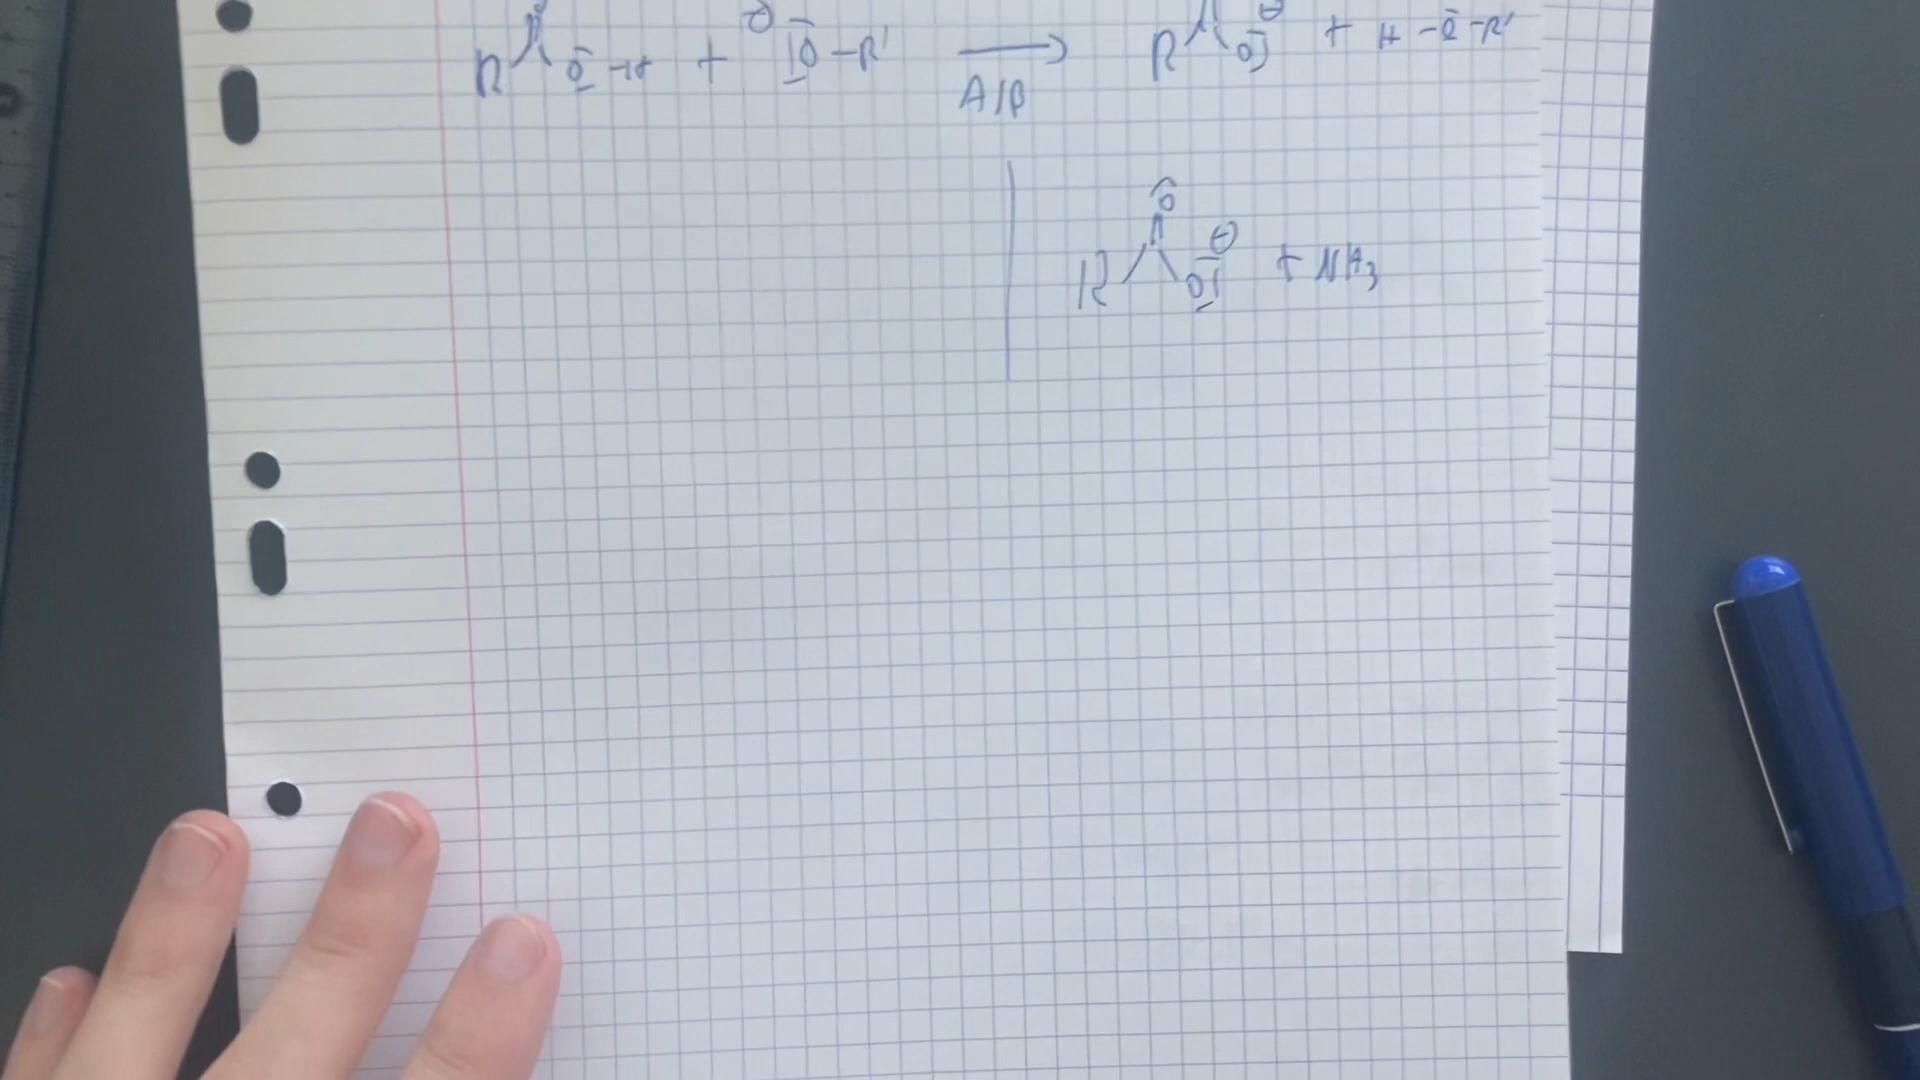 R O -H + ⊖ |O -R' ⟶ R O| ⊖ + H -O -R'
A/B
O
R O| ⊖ + NH3